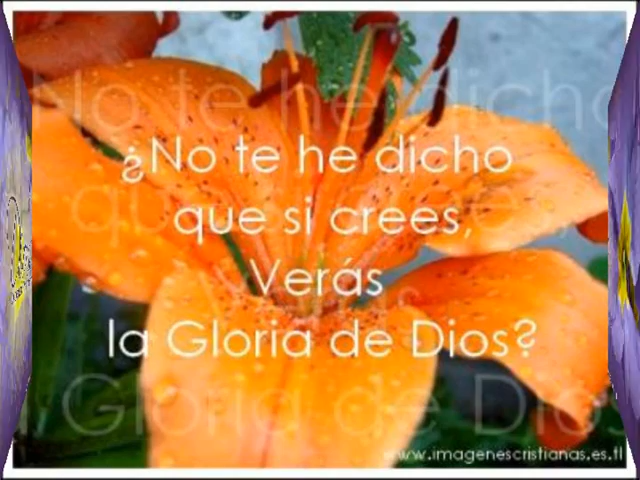 ¿No te he dicho
que si crees,
Verás
la Gloria de Dios?
www.imagenescristianas.es.tl